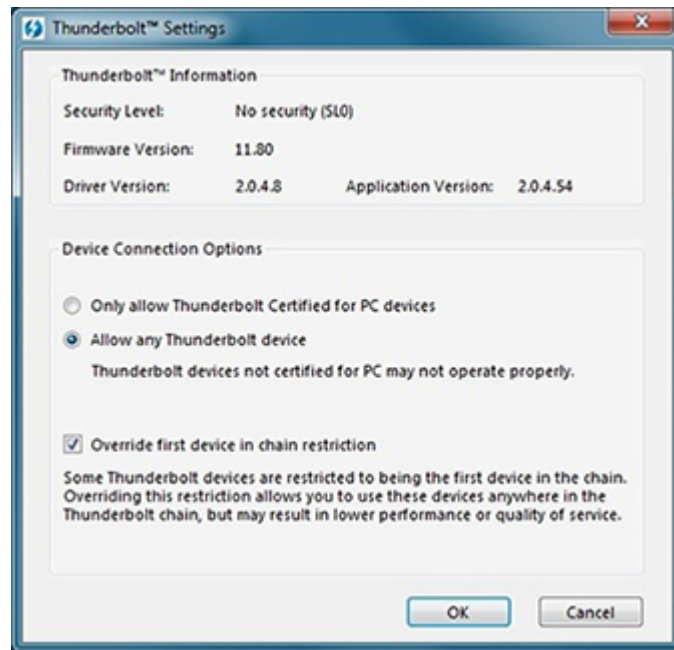 Thunderbolt™ Settings
Thunderbolt™ Information
Security Level: No security (SL0)
Firmware Version: 11.80
Driver Version: 2.0.4.8 Application Version: 2.0.4.54
Device Connection Options
Only allow Thunderbolt Certified for PC devices
Allow any Thunderbolt device
Thunderbolt devices not certified for PC may not operate properly.
Override first device in chain restriction
Some Thunderbolt devices are restricted to being the first device in the chain.
Overriding this restriction allows you to use these devices anywhere in the
Thunderbolt chain, but may result in lower performance or quality of service.
OK Cancel